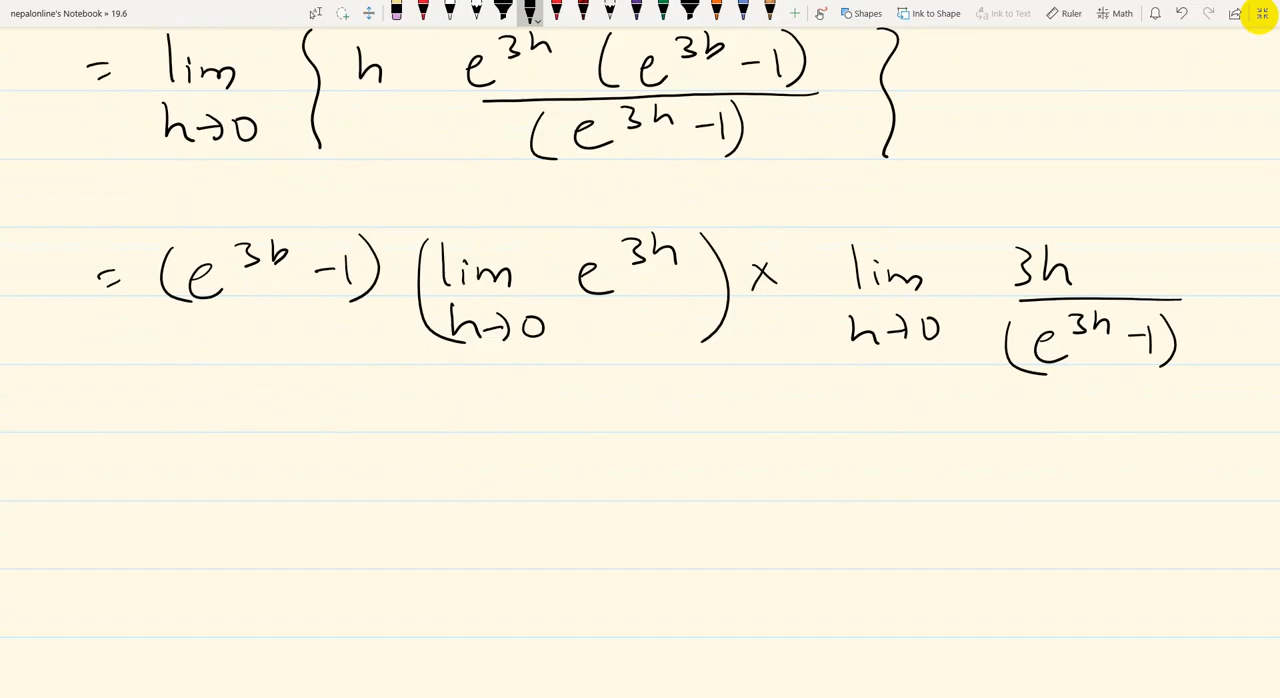 nepalonline's Notebook » 19.6
Shapes Ink to Shape Ink to Text Ruler Math
= lim h→0 { h e^{3h} (e^{3b} -1) / (e^{3h} -1) }
= (e^{3b} -1) (lim h→0 e^{3h}) × lim h→0 3h / (e^{3h} -1)